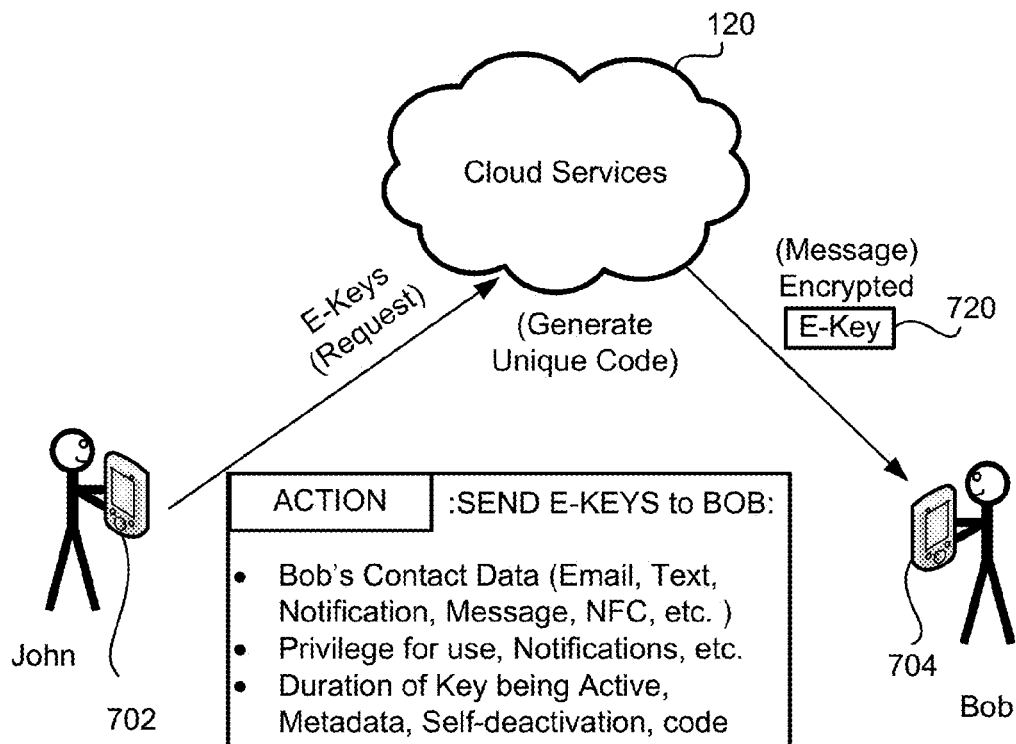 120
Cloud Services
E-Keys
(Request)
(Generate
Unique Code)
(Message)
Encrypted
E-Key
720
ACTION :SEND E-KEYS to BOB:
• Bob's Contact Data (Email, Text,
Notification, Message, NFC, etc. )
• Privilege for use, Notifications, etc.
• Duration of Key being Active,
Metadata, Self-deactivation, code
John
702
704
Bob